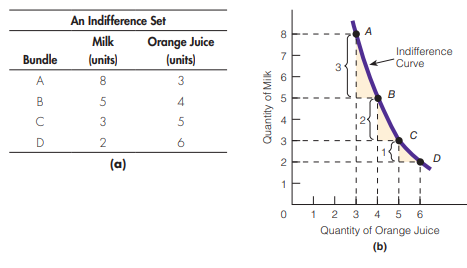 An Indifference Set
Milk Orange Juice
Bundle (units) (units)
A 8 3
B 5 4
C 3 5
D 2 6
(a)
Quantity of Milk
8
7
6
5
4
3
2
1
0 1 2 3 4 5 6
A
Indifference
Curve
3
B
2
C
1
D
Quantity of Orange Juice
(b)